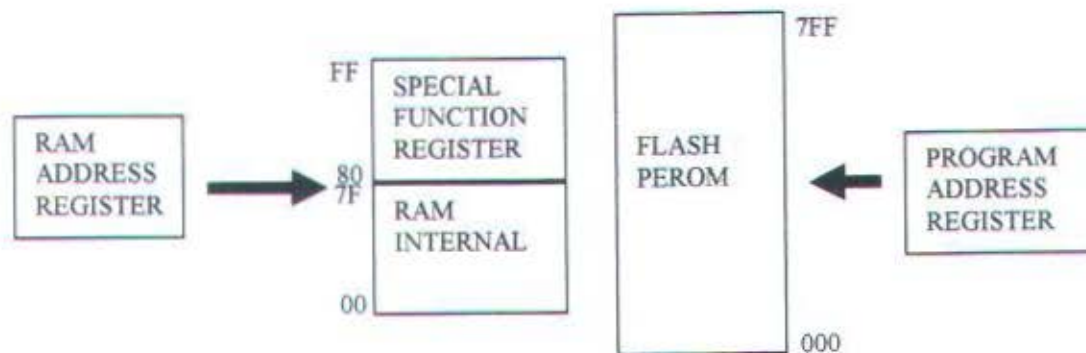 RAM
ADDRESS
REGISTER
FF
80
7F
00
SPECIAL
FUNCTION
REGISTER
RAM
INTERNAL
FLASH
PEROM
7FF
000
PROGRAM
ADDRESS
REGISTER